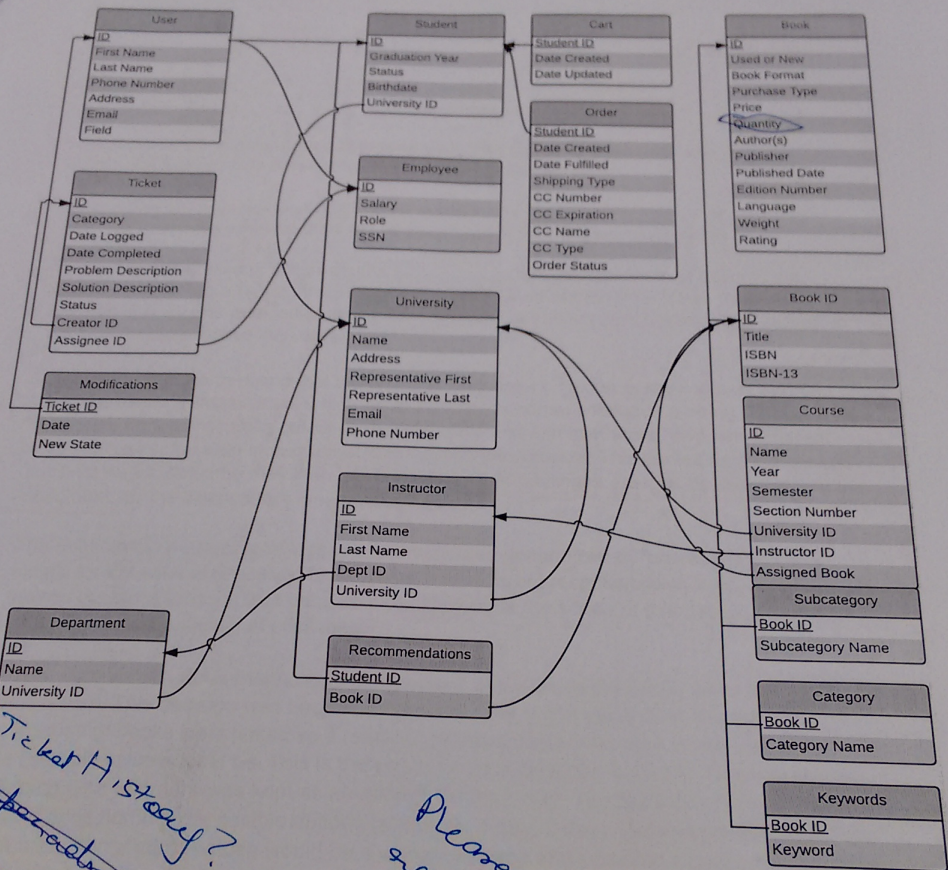 User
ID
First Name
Last Name
Phone Number
Address
Email
Field
Student
ID
Graduation Year
Status
Birthdate
University ID
Cart
Student ID
Date Created
Date Updated
Book
ID
Used or New
Book Format
Purchase Type
Price
Quantity
Author(s)
Publisher
Published Date
Edition Number
Language
Weight
Rating
Order
Student ID
Date Created
Date Fulfilled
Shipping Type
CC Number
CC Expiration
CC Name
CC Type
Order Status
Ticket
ID
Category
Date Logged
Date Completed
Problem Description
Solution Description
Status
Creator ID
Assignee ID
Employee
ID
Salary
Role
SSN
Modifications
Ticket ID
Date
New State
University
ID
Name
Address
Representative First
Representative Last
Email
Phone Number
Book ID
ID
Title
ISBN
ISBN-13
Course
ID
Name
Year
Semester
Section Number
University ID
Instructor ID
Assigned Book
Instructor
ID
First Name
Last Name
Dept ID
University ID
Subcategory
Book ID
Subcategory Name
Department
ID
Name
University ID
Recommendations
Student ID
Book ID
Category
Book ID
Category Name
Keywords
Book ID
Keyword
Ticket History?
Please